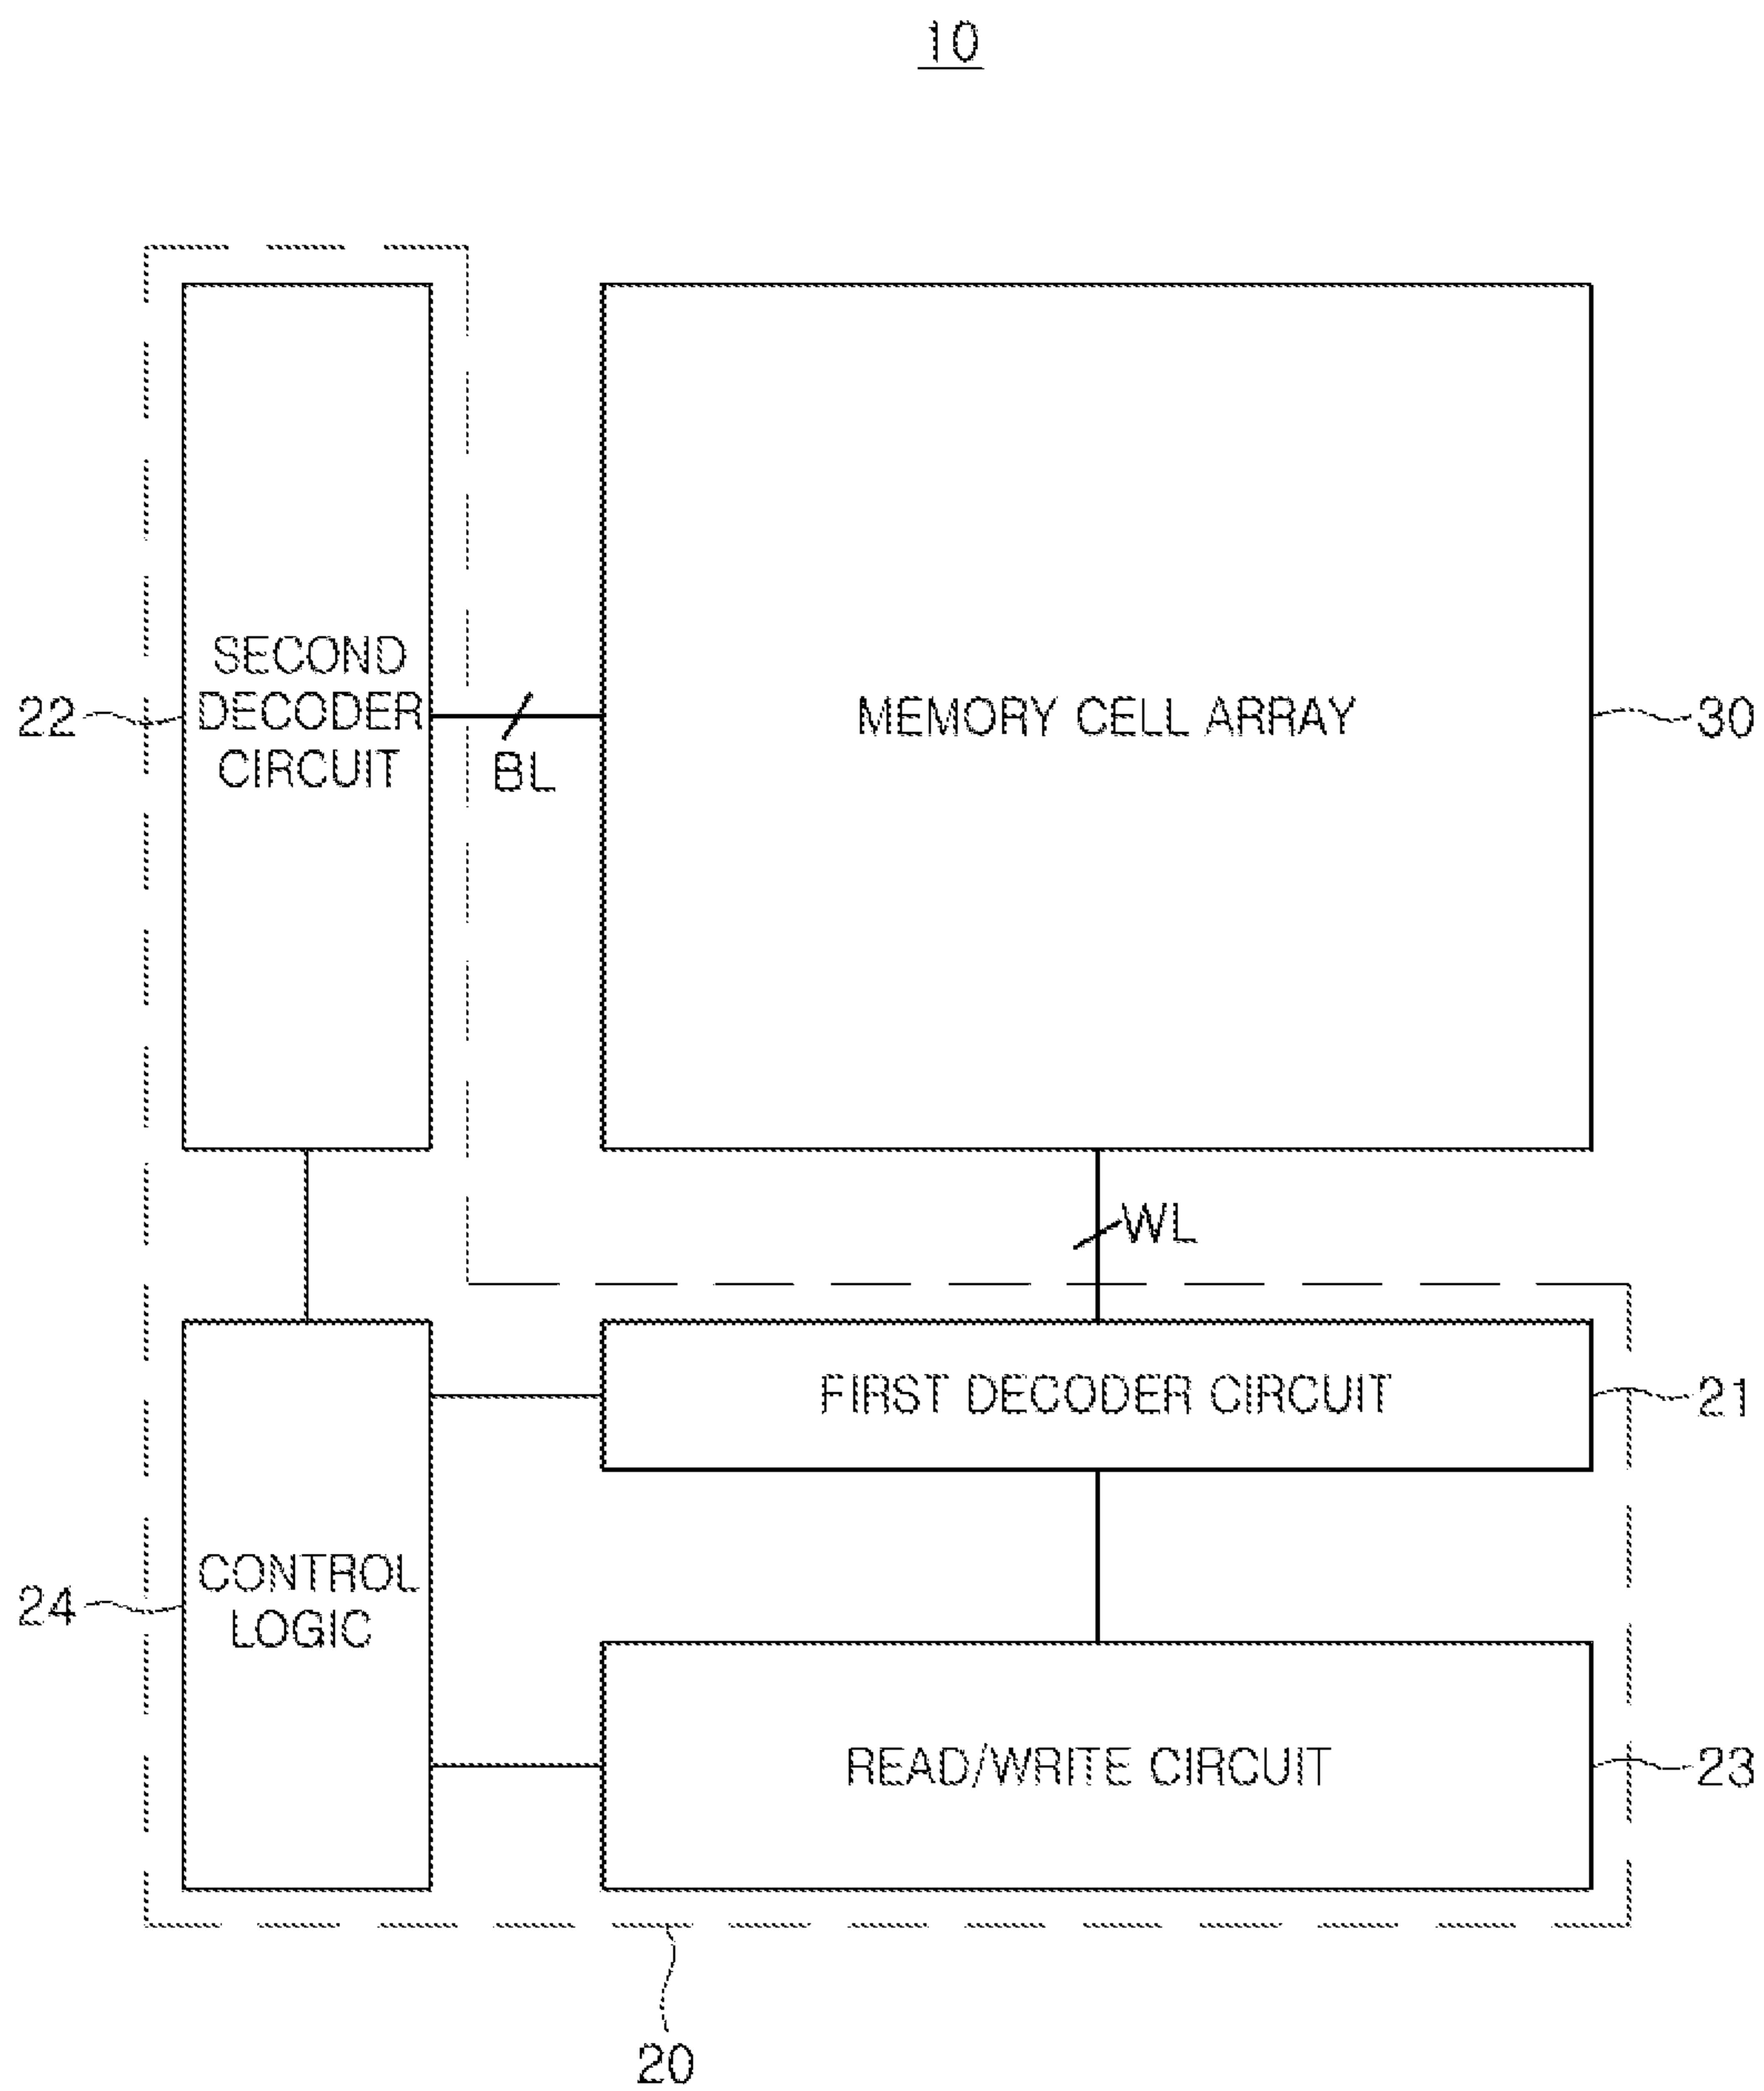 10
SECOND
DECODER
CIRCUIT
22
BL
MEMORY CELL ARRAY
30
WL
FIRST DECODER CIRCUIT
21
CONTROL
LOGIC
24
READ/WRITE CIRCUIT
23
20